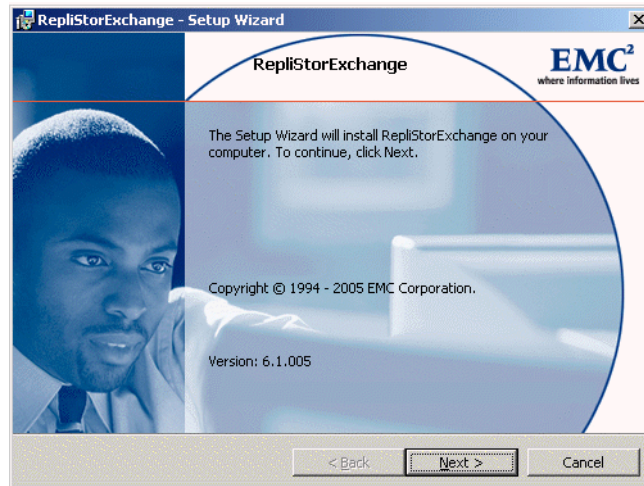 RepliStorExchange - Setup Wizard
RepliStorExchange
EMC²
where information lives
The Setup Wizard will install RepliStorExchange on your
computer. To continue, click Next.
Copyright © 1994 - 2005 EMC Corporation.
Version: 6.1.005
< Back
Next >
Cancel